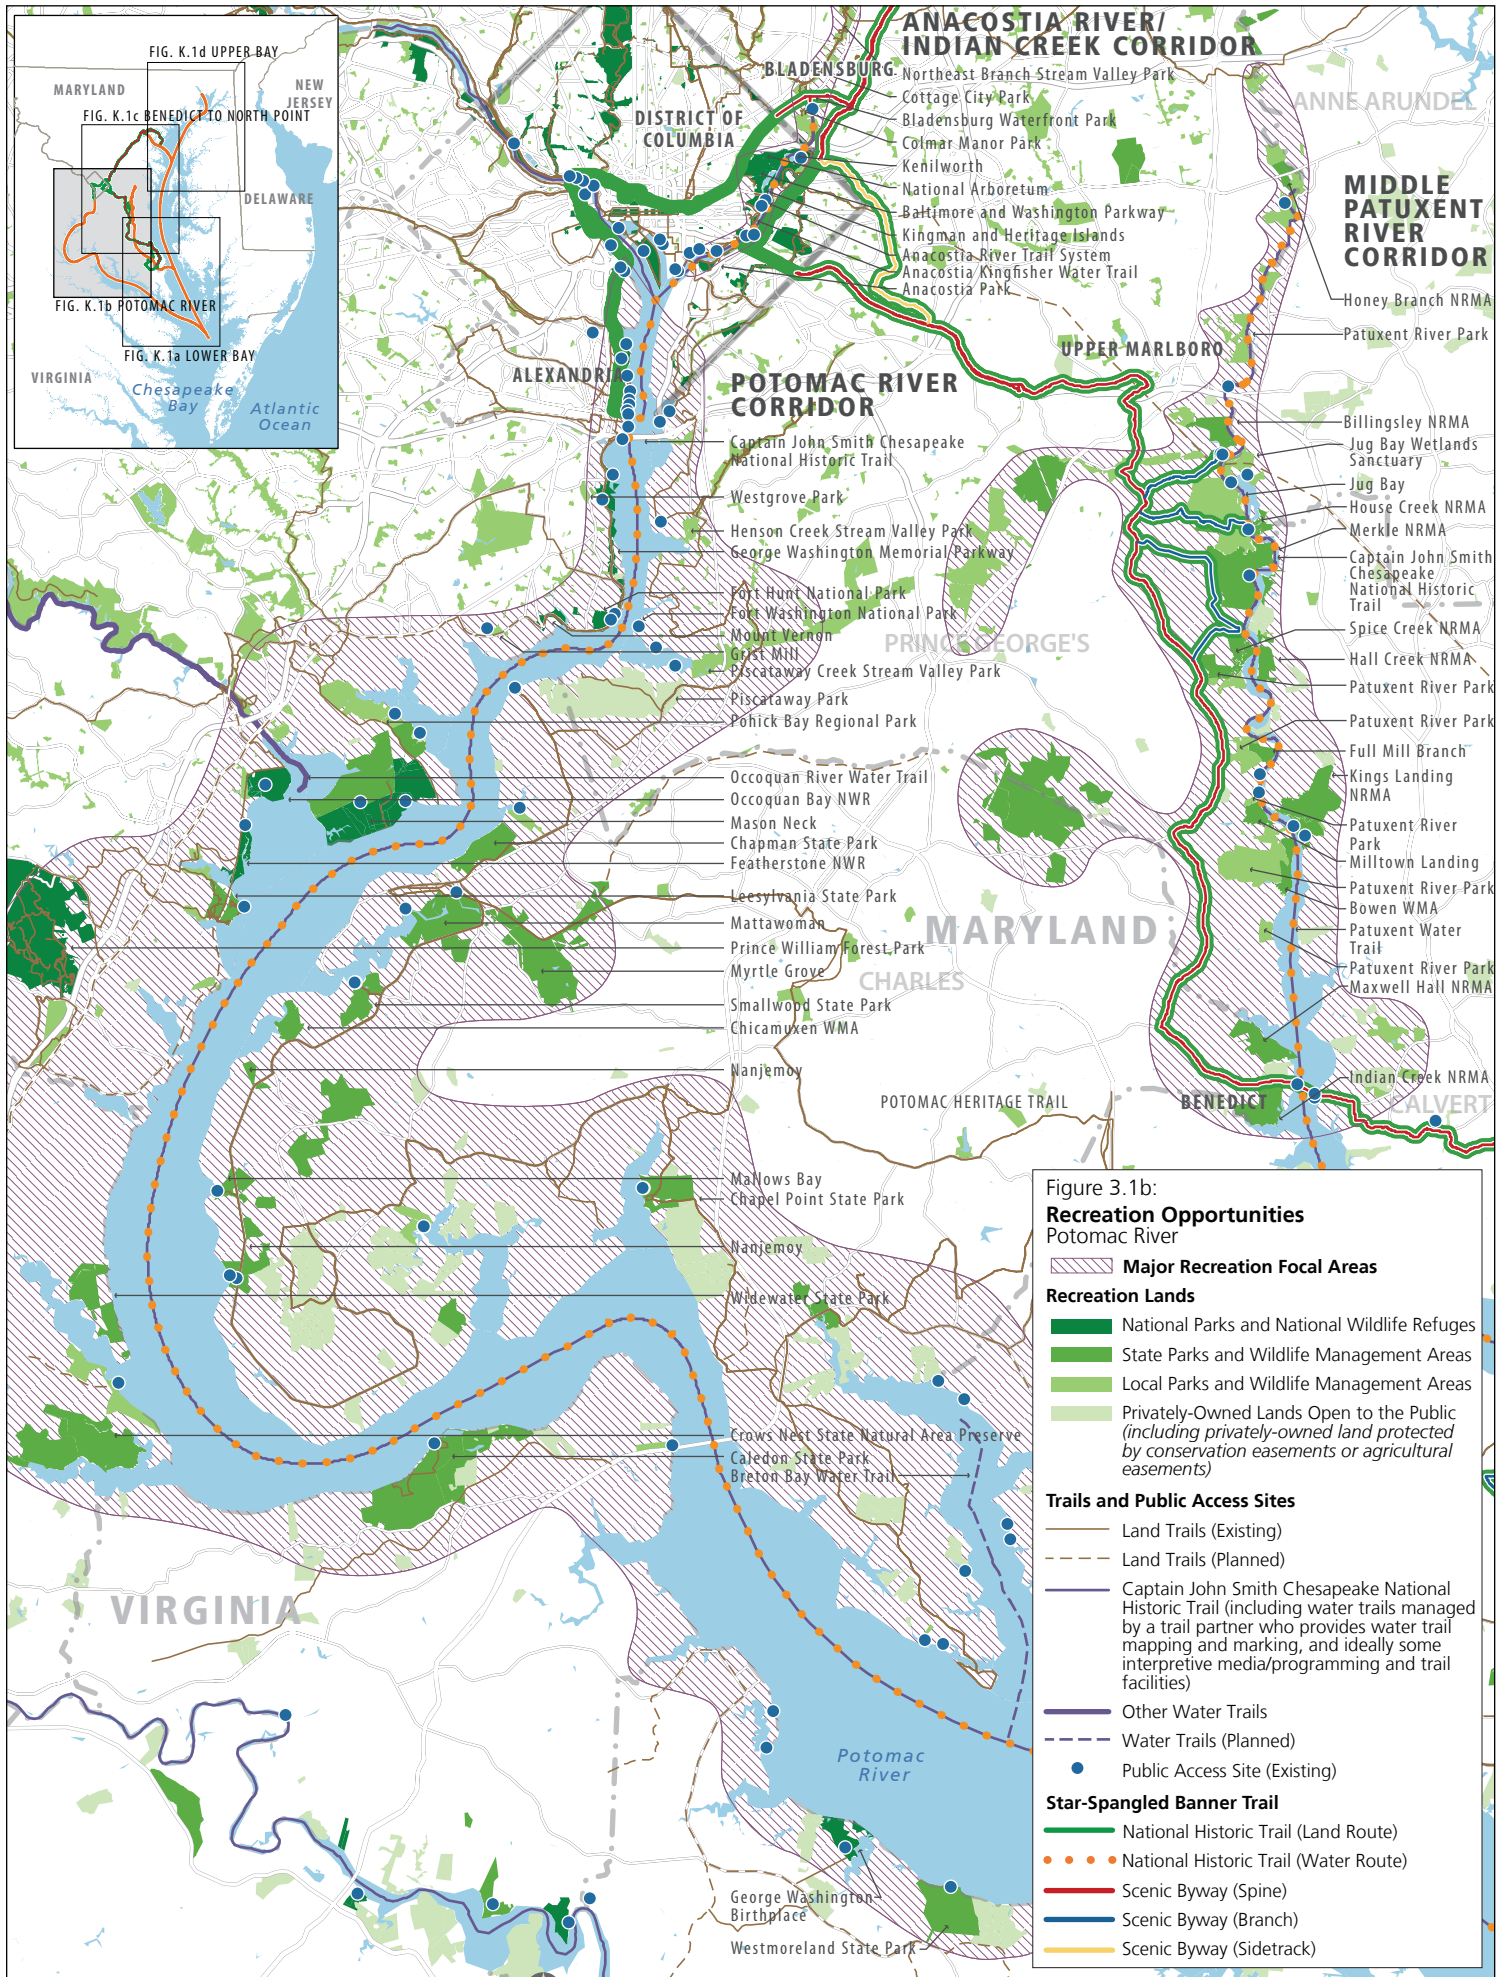 FIG. K.1d UPPER BAY
MARYLAND
NEW
JERSEY
FIG. K.1c BENEDICT TO NORTH POINT
DELAWARE
FIG. K.1b POTOMAC RIVER
FIG. K.1a LOWER BAY
VIRGINIA
Chesapeake
Bay
Atlantic
Ocean
ANACOSTIA RIVER/
INDIAN CREEK CORRIDOR
BLADENSBURG
DISTRICT OF
COLUMBIA
Northeast Branch Stream Valley Park
Cottage City Park
Bladensburg Waterfront Park
Colmar Manor Park
Kenilworth
National Arboretum
Baltimore and Washington Parkway
Kingman and Heritage Islands
Anacostia River Trail System
Anacostia Kingfisher Water Trail
Anacostia Park
ANNE ARUNDEL
MIDDLE
PATUXENT
RIVER
CORRIDOR
Honey Branch NRMA
Patuxent River Park
UPPER MARLBORO
ALEXANDRIA
POTOMAC RIVER
CORRIDOR
Captain John Smith Chesapeake
National Historic Trail
Westgrove Park
Henson Creek Stream Valley Park
George Washington Memorial Parkway
Fort Hunt National Park
Fort Washington National Park
Mount Vernon
Grist Mill
Piscataway Creek Stream Valley Park
Piscataway Park
Pohick Bay Regional Park
Occoquan River Water Trail
Occoquan Bay NWR
Mason Neck
Chapman State Park
Featherstone NWR
Leesylvania State Park
Mattawoman
Prince William Forest Park
Myrtle Grove
Smallwood State Park
Chicamuxen WMA
Nanjemoy
Mallows Bay
Chapel Point State Park
Nanjemoy
Widewater State Park
Crows Nest State Natural Area Preserve
Caledon State Park
Breton Bay Water Trail
George Washington
Birthplace
Westmoreland State Park
Billingsley NRMA
Jug Bay Wetlands
Sanctuary
Jug Bay
House Creek NRMA
Merkle NRMA
Captain John Smith
Chesapeake
National Historic
Trail
Spice Creek NRMA
Hall Creek NRMA
Patuxent River Park
Patuxent River Park
Full Mill Branch
Kings Landing
NRMA
Patuxent River
Park
Milltown Landing
Patuxent River Park
Bowen WMA
Patuxent Water
Trail
Patuxent River Park
Maxwell Hall NRMA
Indian Creek NRMA
PRINCE GEORGE'S
MARYLAND
CHARLES
POTOMAC HERITAGE TRAIL
BENEDICT
CALVERT
VIRGINIA
Potomac
River
Figure 3.1b:
Recreation Opportunities
Potomac River
Major Recreation Focal Areas
Recreation Lands
National Parks and National Wildlife Refuges
State Parks and Wildlife Management Areas
Local Parks and Wildlife Management Areas
Privately-Owned Lands Open to the Public
(including privately-owned land protected
by conservation easements or agricultural
easements)
Trails and Public Access Sites
Land Trails (Existing)
Land Trails (Planned)
Captain John Smith Chesapeake National
Historic Trail (including water trails managed
by a trail partner who provides water trail
mapping and marking, and ideally some
interpretive media/programming and trail
facilities)
Other Water Trails
Water Trails (Planned)
Public Access Site (Existing)
Star-Spangled Banner Trail
National Historic Trail (Land Route)
National Historic Trail (Water Route)
Scenic Byway (Spine)
Scenic Byway (Branch)
Scenic Byway (Sidetrack)